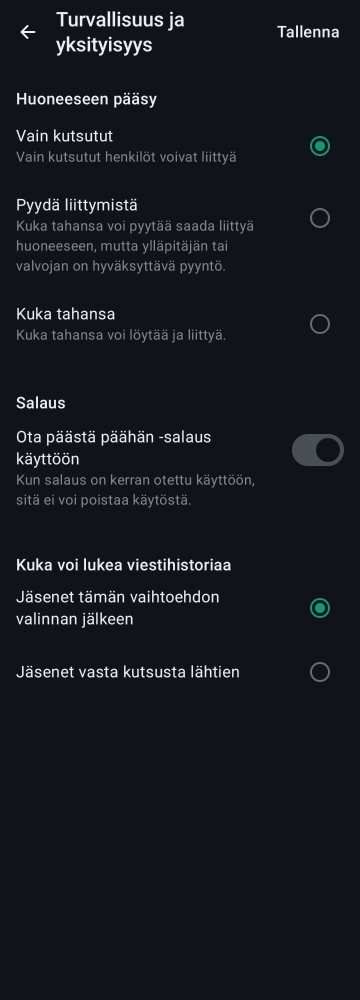 Turvallisuus ja
yksityisyys
Tallenna
Huoneeseen pääsy
Vain kutsutut
Vain kutsutut henkilöt voivat liittyä
Pyydä liittymistä
Kuka tahansa voi pyytää saada liittyä
huoneeseen, mutta ylläpitäjän tai
valvojan on hyväksyttävä pyyntö.
Kuka tahansa
Kuka tahansa voi löytää ja liittyä.
Salaus
Ota päästä päähän -salaus
käyttöön
Kun salaus on kerran otettu käyttöön,
sitä ei voi poistaa käytöstä.
Kuka voi lukea viestihistoriaa
Jäsenet tämän vaihtoehdon
valinnan jälkeen
Jäsenet vasta kutsusta lähtien